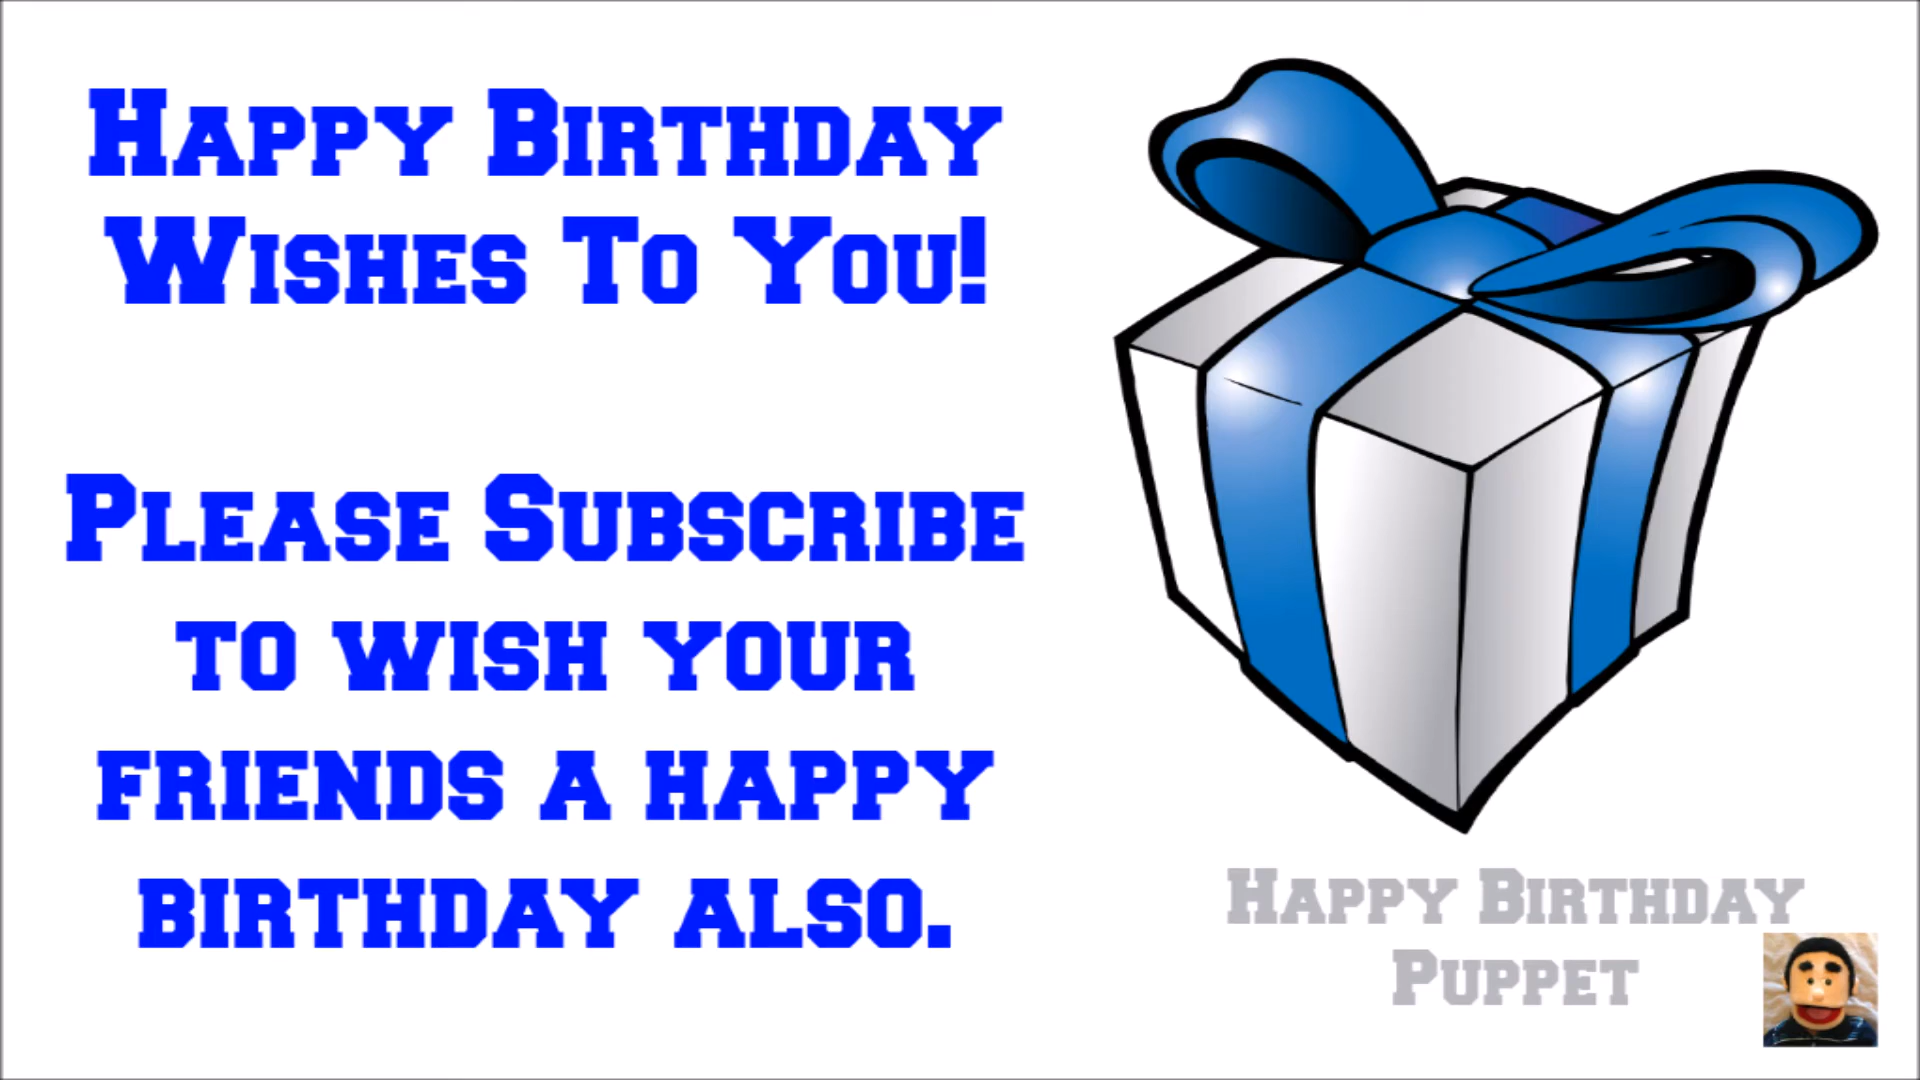 Happy Birthday
Wishes To You!
Please Subscribe
to wish your
friends a happy
birthday also.
Happy Birthday
Puppet